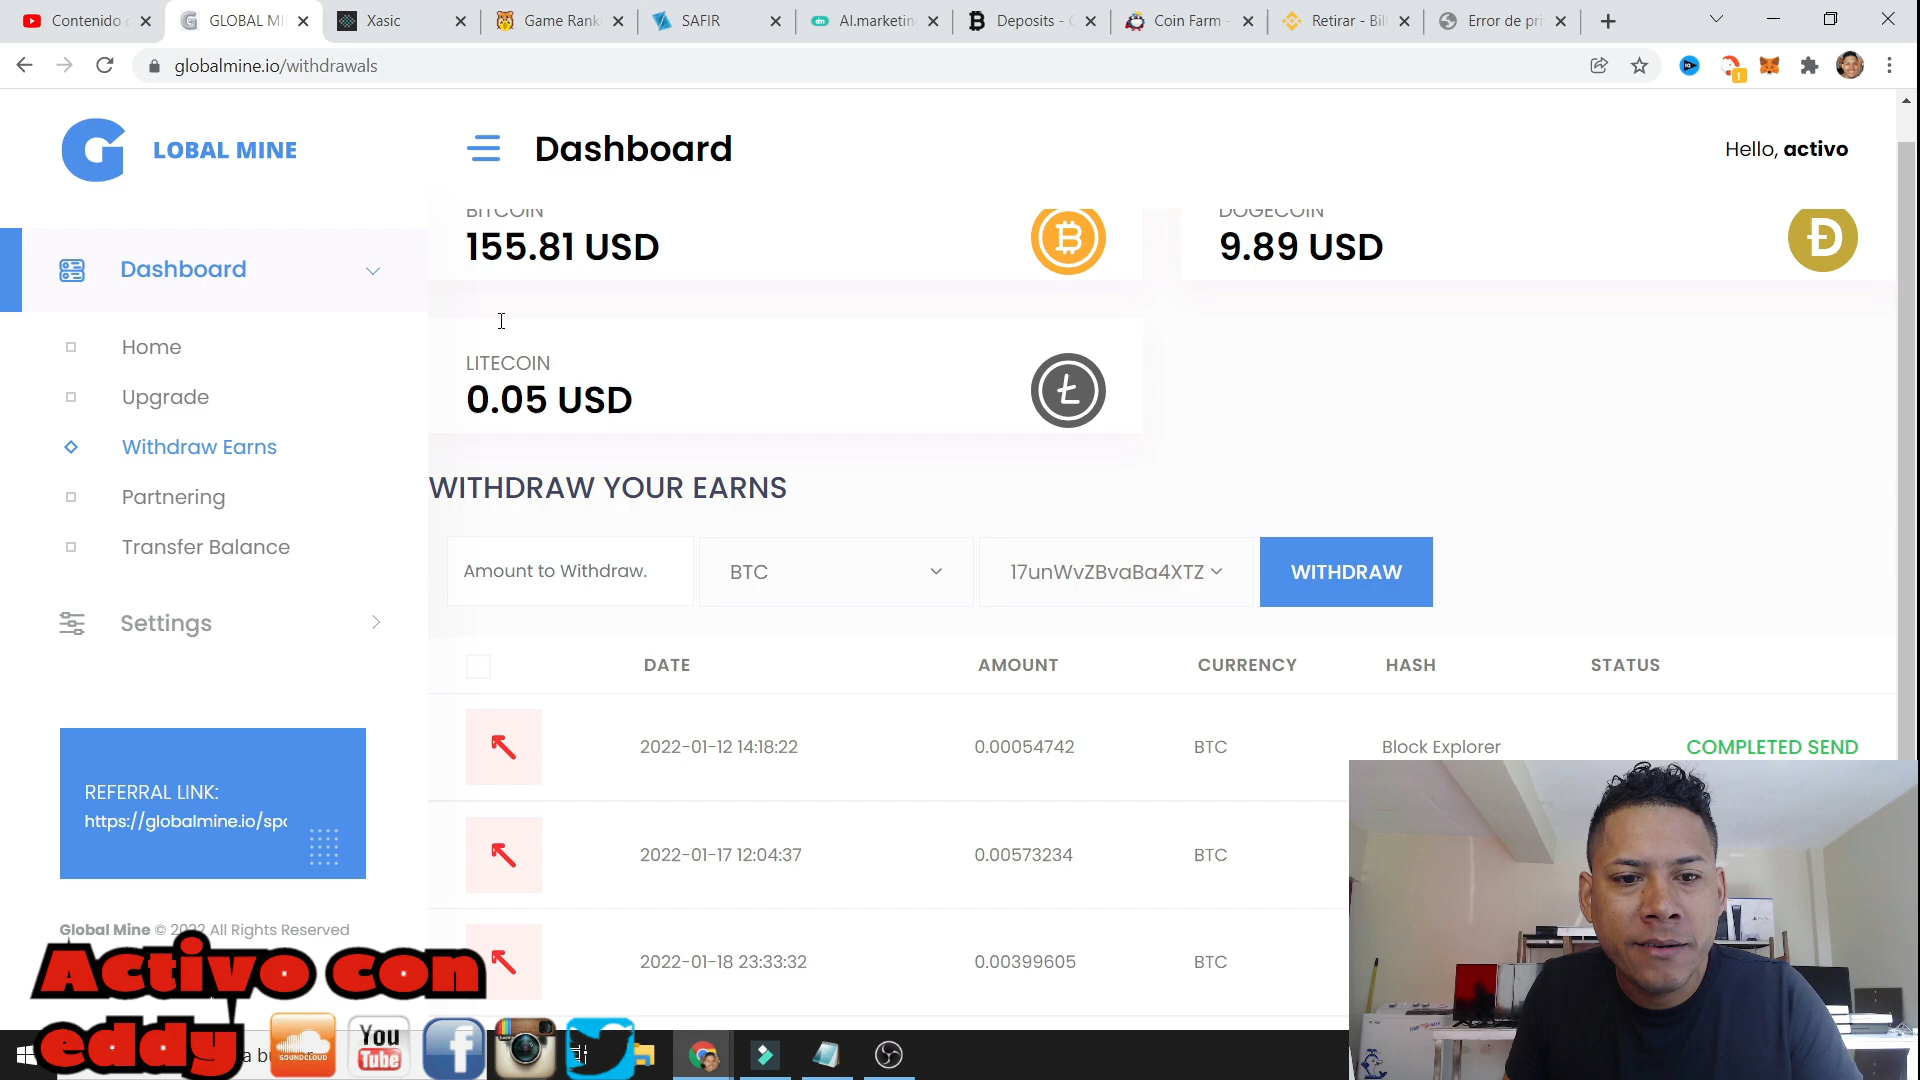 Contenido
GLOBAL MI
Xasic
Game Rank
SAFIR
AI.marketin
Deposits -
Coin Farm -
Retirar - Bil
Error de pri
globalmine.io/withdrawals
G LOBAL MINE
Dashboard
Hello, activo
BITCOIN
155.81 USD
DOGECOIN
9.89 USD
LITECOIN
0.05 USD
Dashboard
Home
Upgrade
Withdraw Earns
Partnering
Transfer Balance
Settings
WITHDRAW YOUR EARNS
Amount to Withdraw.
BTC
17unWvZBvaBa4XTZ
WITHDRAW
DATE AMOUNT CURRENCY HASH STATUS
2022-01-12 14:18:22 0.00054742 BTC Block Explorer COMPLETED SEND
2022-01-17 12:04:37 0.00573234 BTC
2022-01-18 23:33:32 0.00399605 BTC
REFERRAL LINK:
https://globalmine.io/spo
Global Mine © 2022 All Rights Reserved
Activo con
eddy
SOUNDCLOUD
You
Tube